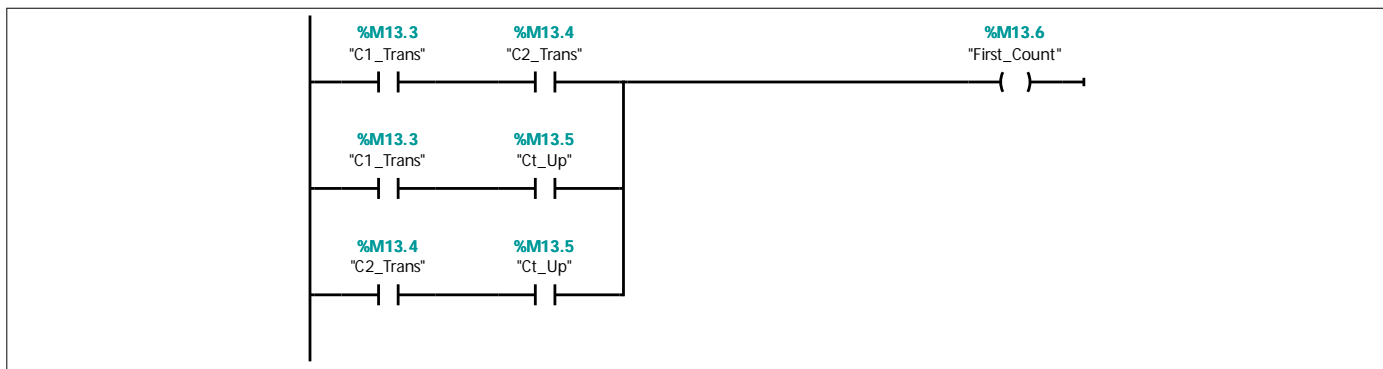 %M13.3 %M13.4 %M13.6
"C1_Trans" "C2_Trans" "First_Count"
%M13.3 %M13.5
"C1_Trans" "Ct_Up"
%M13.4 %M13.5
"C2_Trans" "Ct_Up"